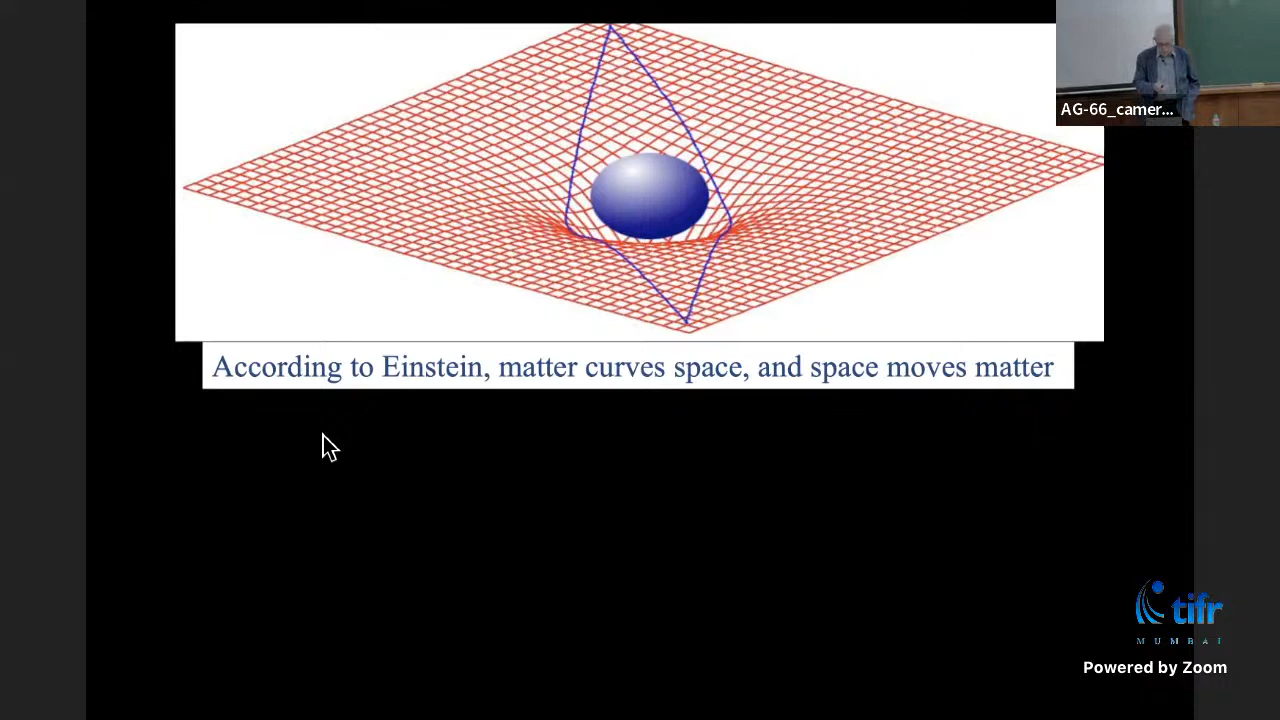 AG-66_camer...
According to Einstein, matter curves space, and space moves matter
tifr
MUMBAI
Powered by Zoom